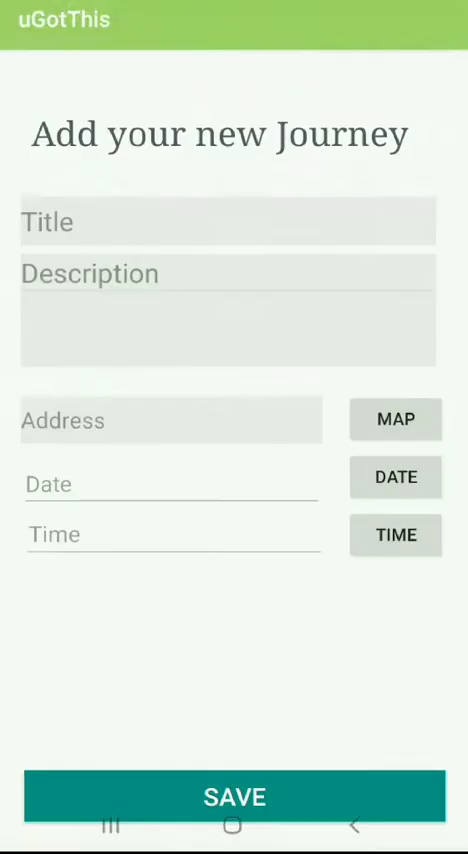 uGotThis
Add your new Journey
Title
Description
Address
MAP
Date
DATE
Time
TIME
SAVE